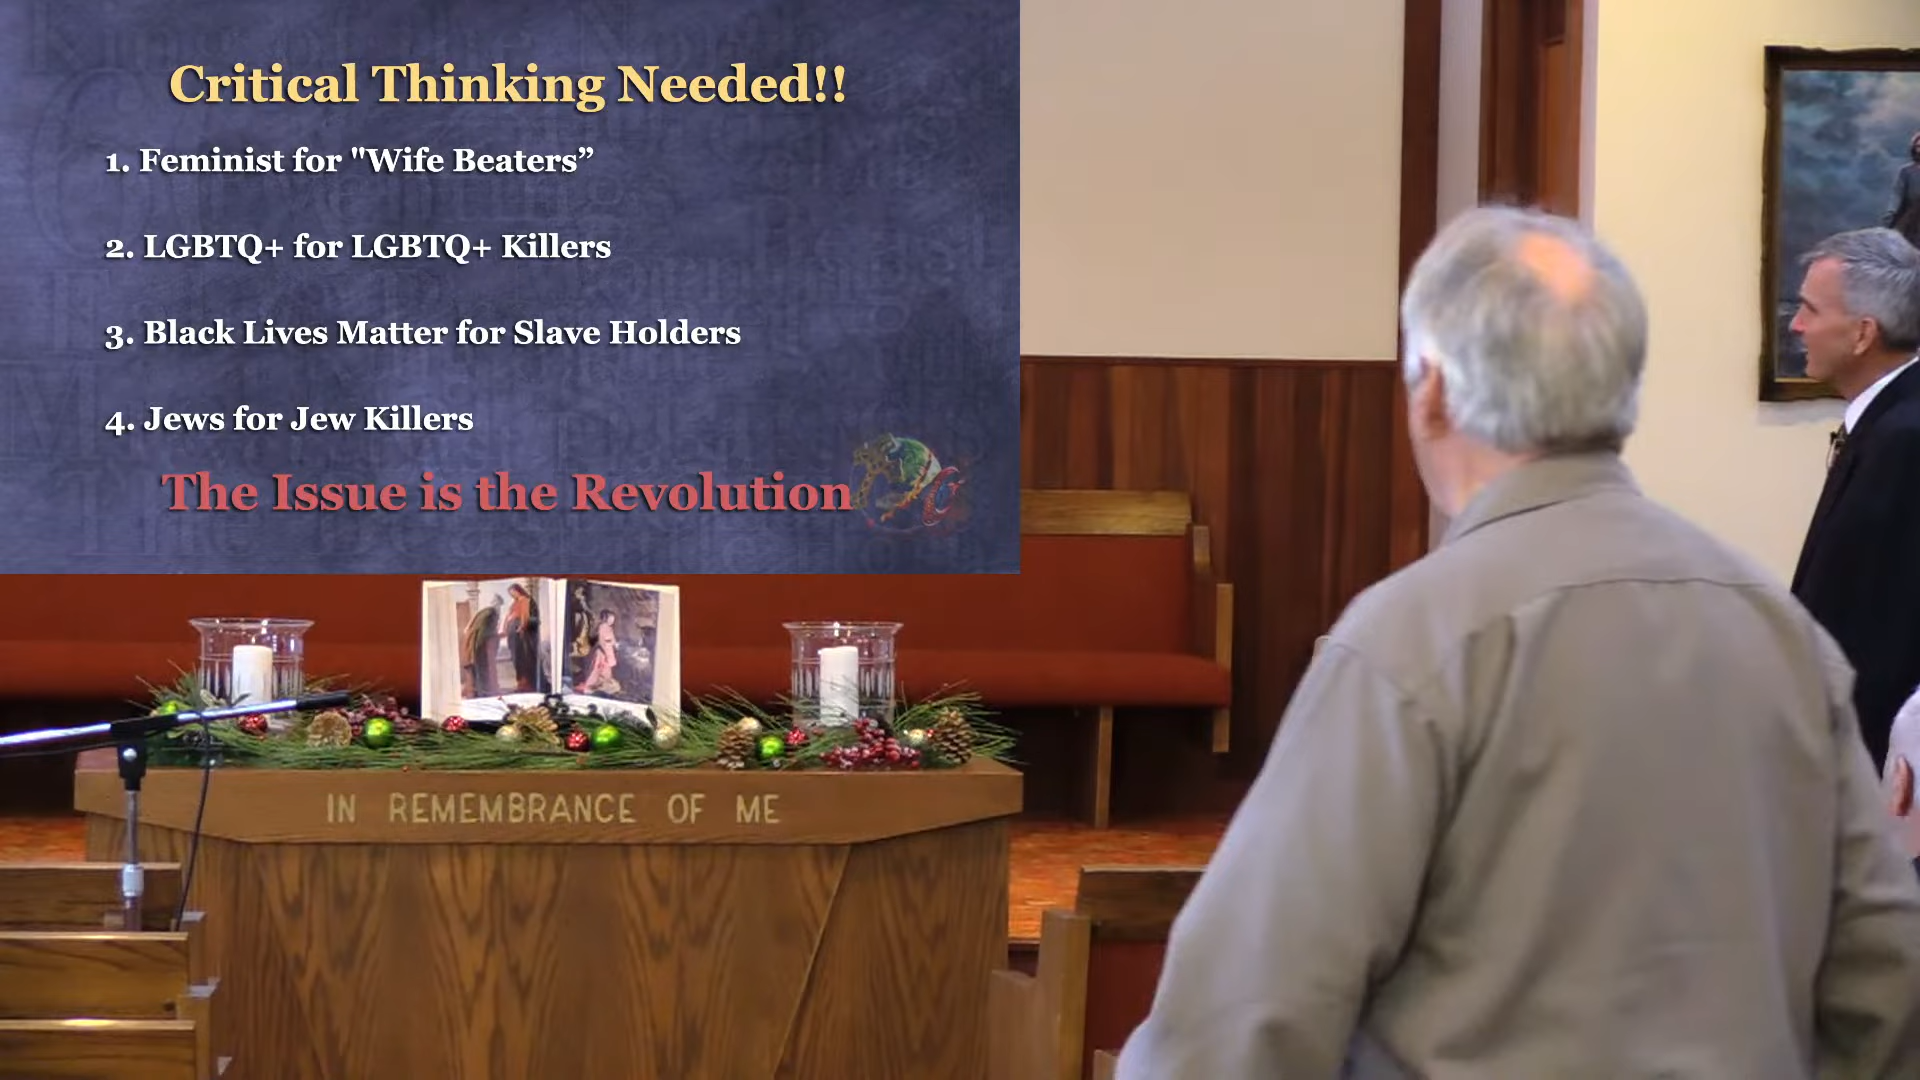 Critical Thinking Needed!!
1. Feminist for "Wife Beaters”
2. LGBTQ+ for LGBTQ+ Killers
3. Black Lives Matter for Slave Holders
4. Jews for Jew Killers
The Issue is the Revolution
IN REMEMBRANCE OF ME